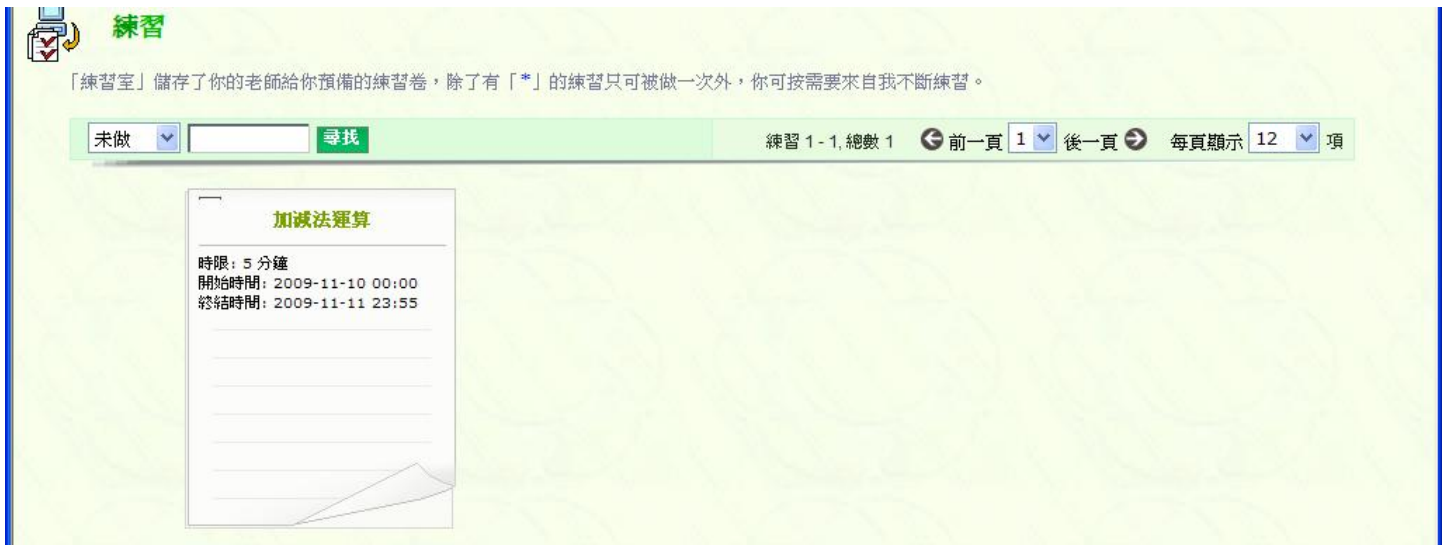 練習
「練習室」儲存了你的老師給你預備的練習卷，除了有「*」的練習只可被做一次外，你可按需要來自我不斷練習。
未做 尋找 練習 1 - 1, 總數 1 前一頁 1 後一頁 每頁顯示 12 項
加減法運算
時限: 5 分鐘
開始時間: 2009-11-10 00:00
終結時間: 2009-11-11 23:55